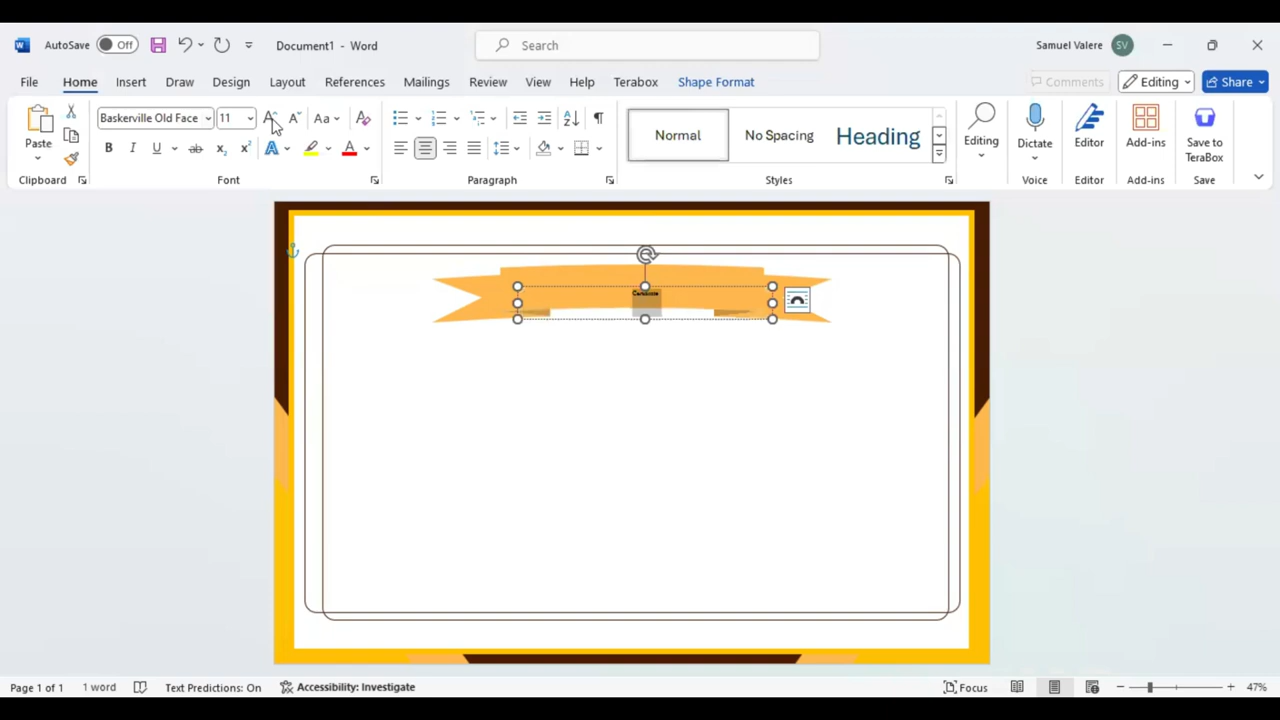 AutoSave Off Document1 - Word Search Samuel Valere SV
File Home Insert Draw Design Layout References Mailings Review View Help Terabox Shape Format Comments Editing Share
Baskerville Old Face 11 A A Aa A Normal No Spacing Heading
Paste Editing Dictate Editor Add-ins Save to TeraBox
B I U ab x2 x2 A A
Clipboard Font Paragraph Styles Voice Editor Add-ins Save
Page 1 of 1 1 word Text Predictions: On Accessibility: Investigate Focus 47%